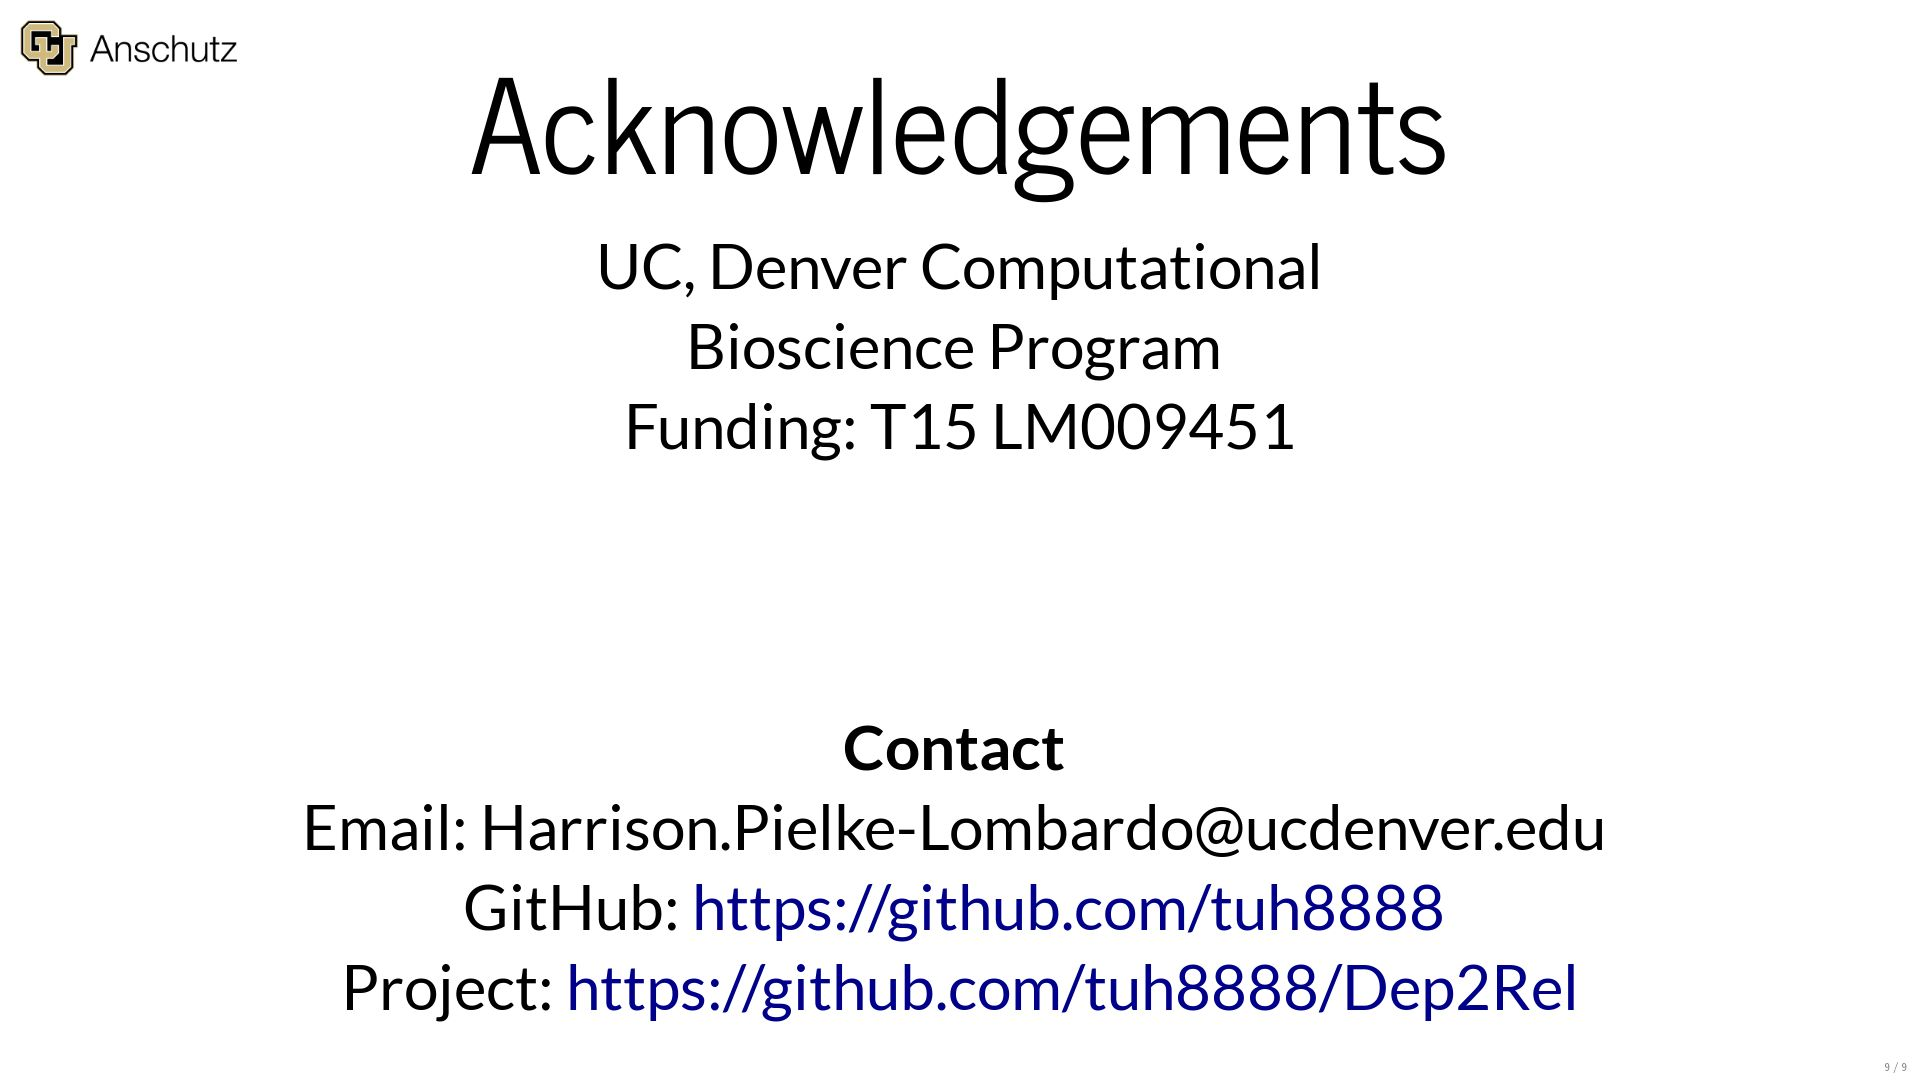 CU Anschutz
Acknowledgements
UC, Denver Computational
Bioscience Program
Funding: T15 LM009451
Contact
Email: Harrison.Pielke-Lombardo@ucdenver.edu
GitHub: https://github.com/tuh8888
Project: https://github.com/tuh8888/Dep2Rel
9 / 9